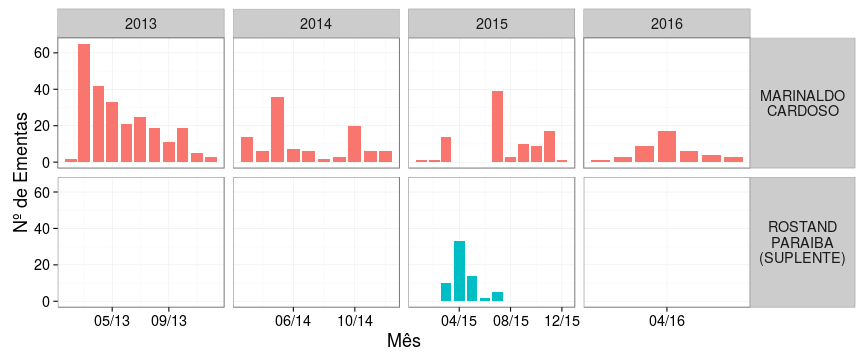 2013
2014
2015
2016
Nº de Ementas
60
40
20
0
MARINALDO
CARDOSO
60
40
20
0
ROSTAND
PARAIBA
(SUPLENTE)
05/13
09/13
06/14
10/14
04/15
08/15
12/15
04/16
Mês